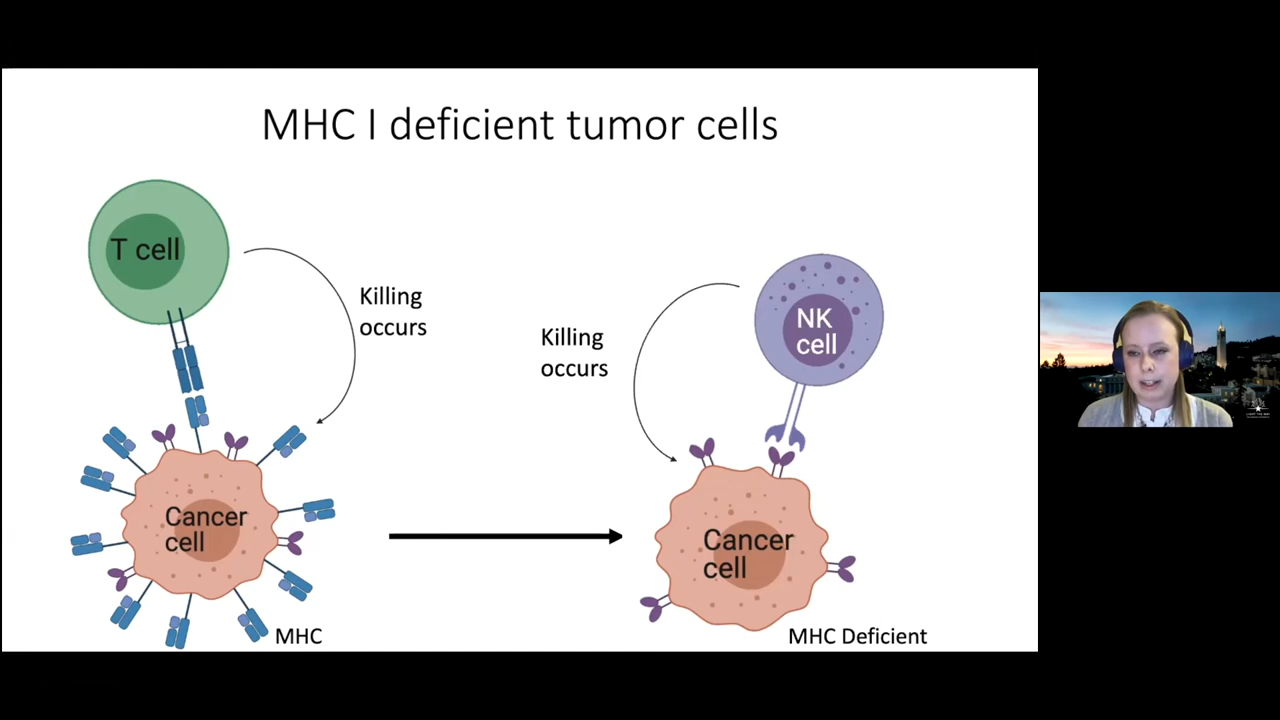 MHC I deficient tumor cells
T cell
Killing
occurs
Killing
occurs
NK
cell
Cancer
cell
Cancer
cell
MHC
MHC Deficient